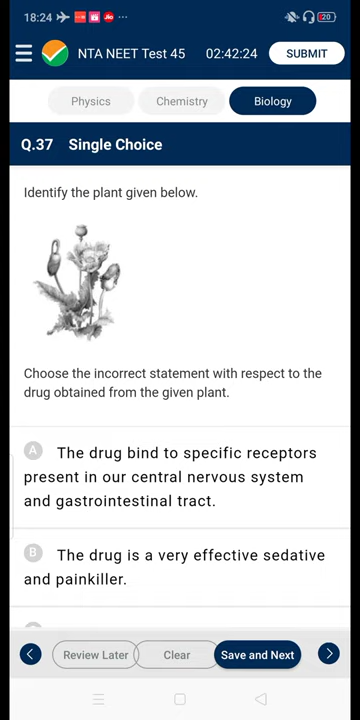 18:24
Jio
20
NTA NEET Test 45 02:42:24 SUBMIT
Physics Chemistry Biology
Q.37 Single Choice
Identify the plant given below.
Choose the incorrect statement with respect to the
drug obtained from the given plant.
A The drug bind to specific receptors
present in our central nervous system
and gastrointestinal tract.
B The drug is a very effective sedative
and painkiller.
Review Later Clear Save and Next